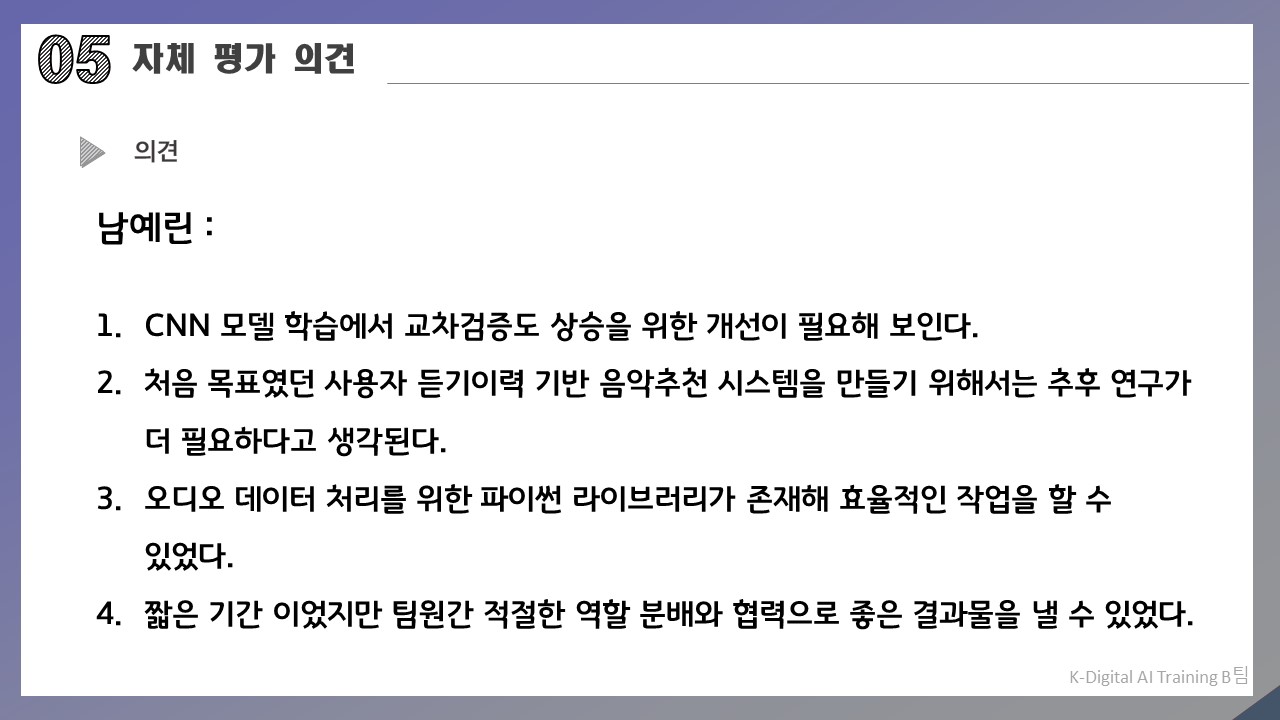 05 자체 평가 의견
의견
남예린 :
1. CNN 모델 학습에서 교차검증도 상승을 위한 개선이 필요해 보인다.
2. 처음 목표였던 사용자 듣기이력 기반 음악추천 시스템을 만들기 위해서는 추후 연구가
더 필요하다고 생각된다.
3. 오디오 데이터 처리를 위한 파이썬 라이브러리가 존재해 효율적인 작업을 할 수
있었다.
4. 짧은 기간 이었지만 팀원간 적절한 역할 분배와 협력으로 좋은 결과물을 낼 수 있었다.
K-Digital AI Training B팀